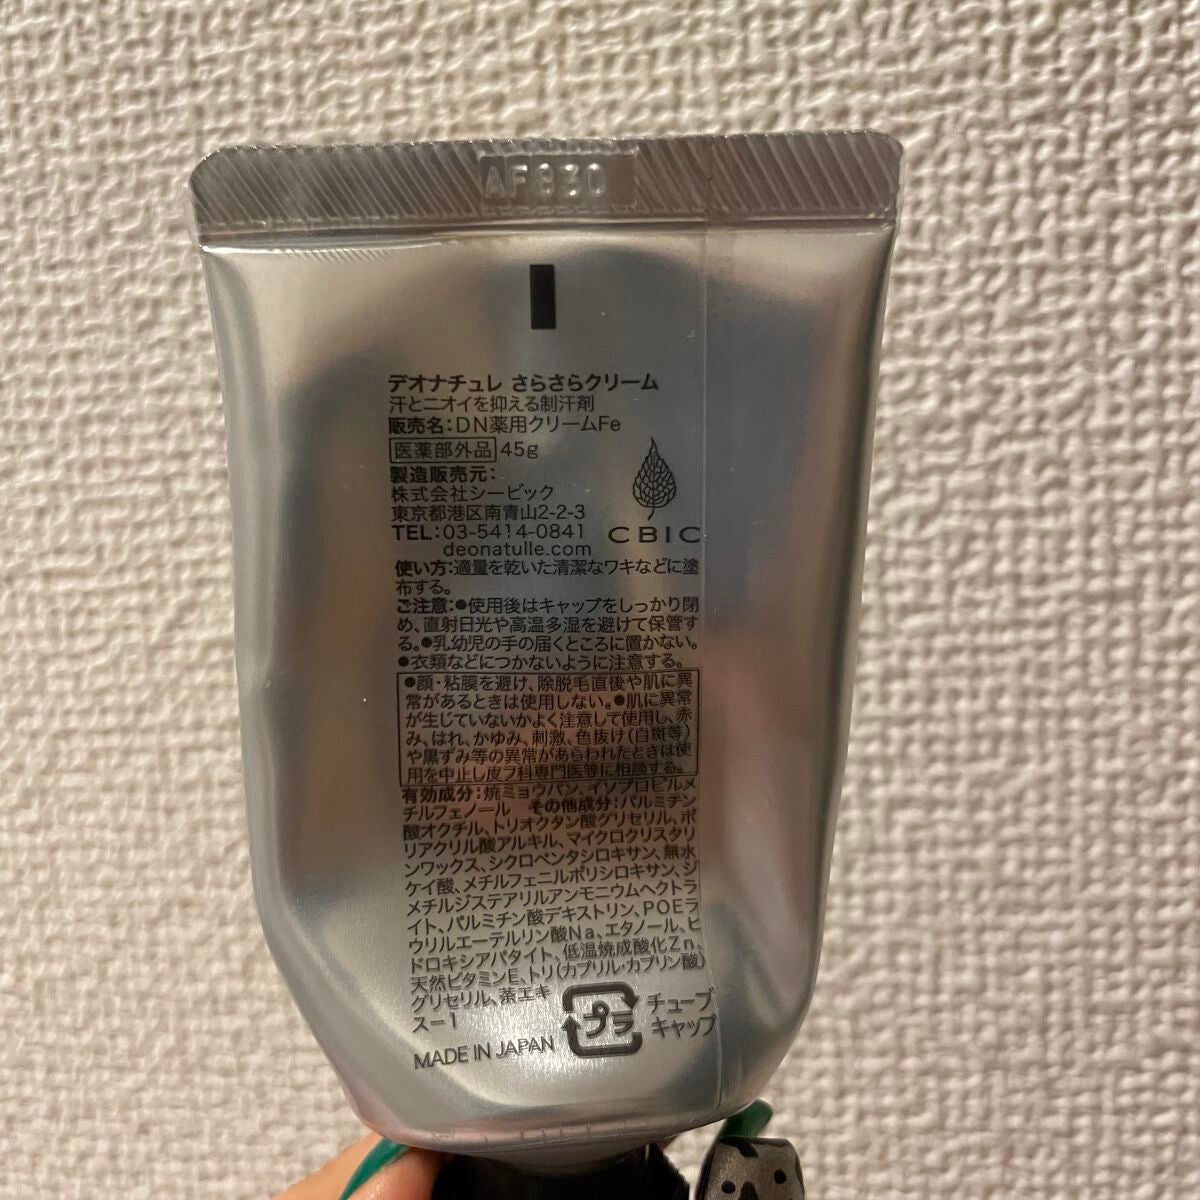 AF830
デオナチュレ さらさらクリーム
汗とニオイを抑える制汗剤
販売名：DN薬用クリームFe
医薬部外品 45g
製造販売元：
株式会社シービック
東京都港区南青山2-2-3
TEL：03-5414-0841
deonatulle.com
CBIC
使い方：適量を乾いた清潔なワキなどに塗
布する。
ご注意：●使用後はキャップをしっかり閉
め、直射日光や高温多湿を避けて保管す
る。●乳幼児の手の届くところに置かない。
●衣類などにつかないように注意する。
●顔・粘膜を避け、除脱毛直後や肌に異
常があるときは使用しない。●肌に異常
が生じていないかよく注意して使用し、赤
み、はれ、かゆみ、刺激、色抜け(白斑等)
や黒ずみ等の異常があらわれたときは使
用を中止し皮フ科専門医等に相談する。
有効成分：焼ミョウバン、イソプロピルメ
チルフェノール その他成分：パルミチン
酸オクチル、トリオクタン酸グリセリル、ポ
リアクリル酸アルキル、マイクロクリスタリ
ンワックス、シクロペンタシロキサン、無水
ケイ酸、メチルフェニルポリシロキサン、ジ
メチルジステアリルアンモニウムヘクトラ
イト、パルミチン酸デキストリン、POEラ
ウリルエーテルリン酸Na、エタノール、ヒ
ドロキシアパタイト、低温焼成酸化Zn、
天然ビタミンE、トリ(カプリル・カプリン酸)
グリセリル、茶エキ
ス-1
プラ
チューブ
キャップ
MADE IN JAPAN